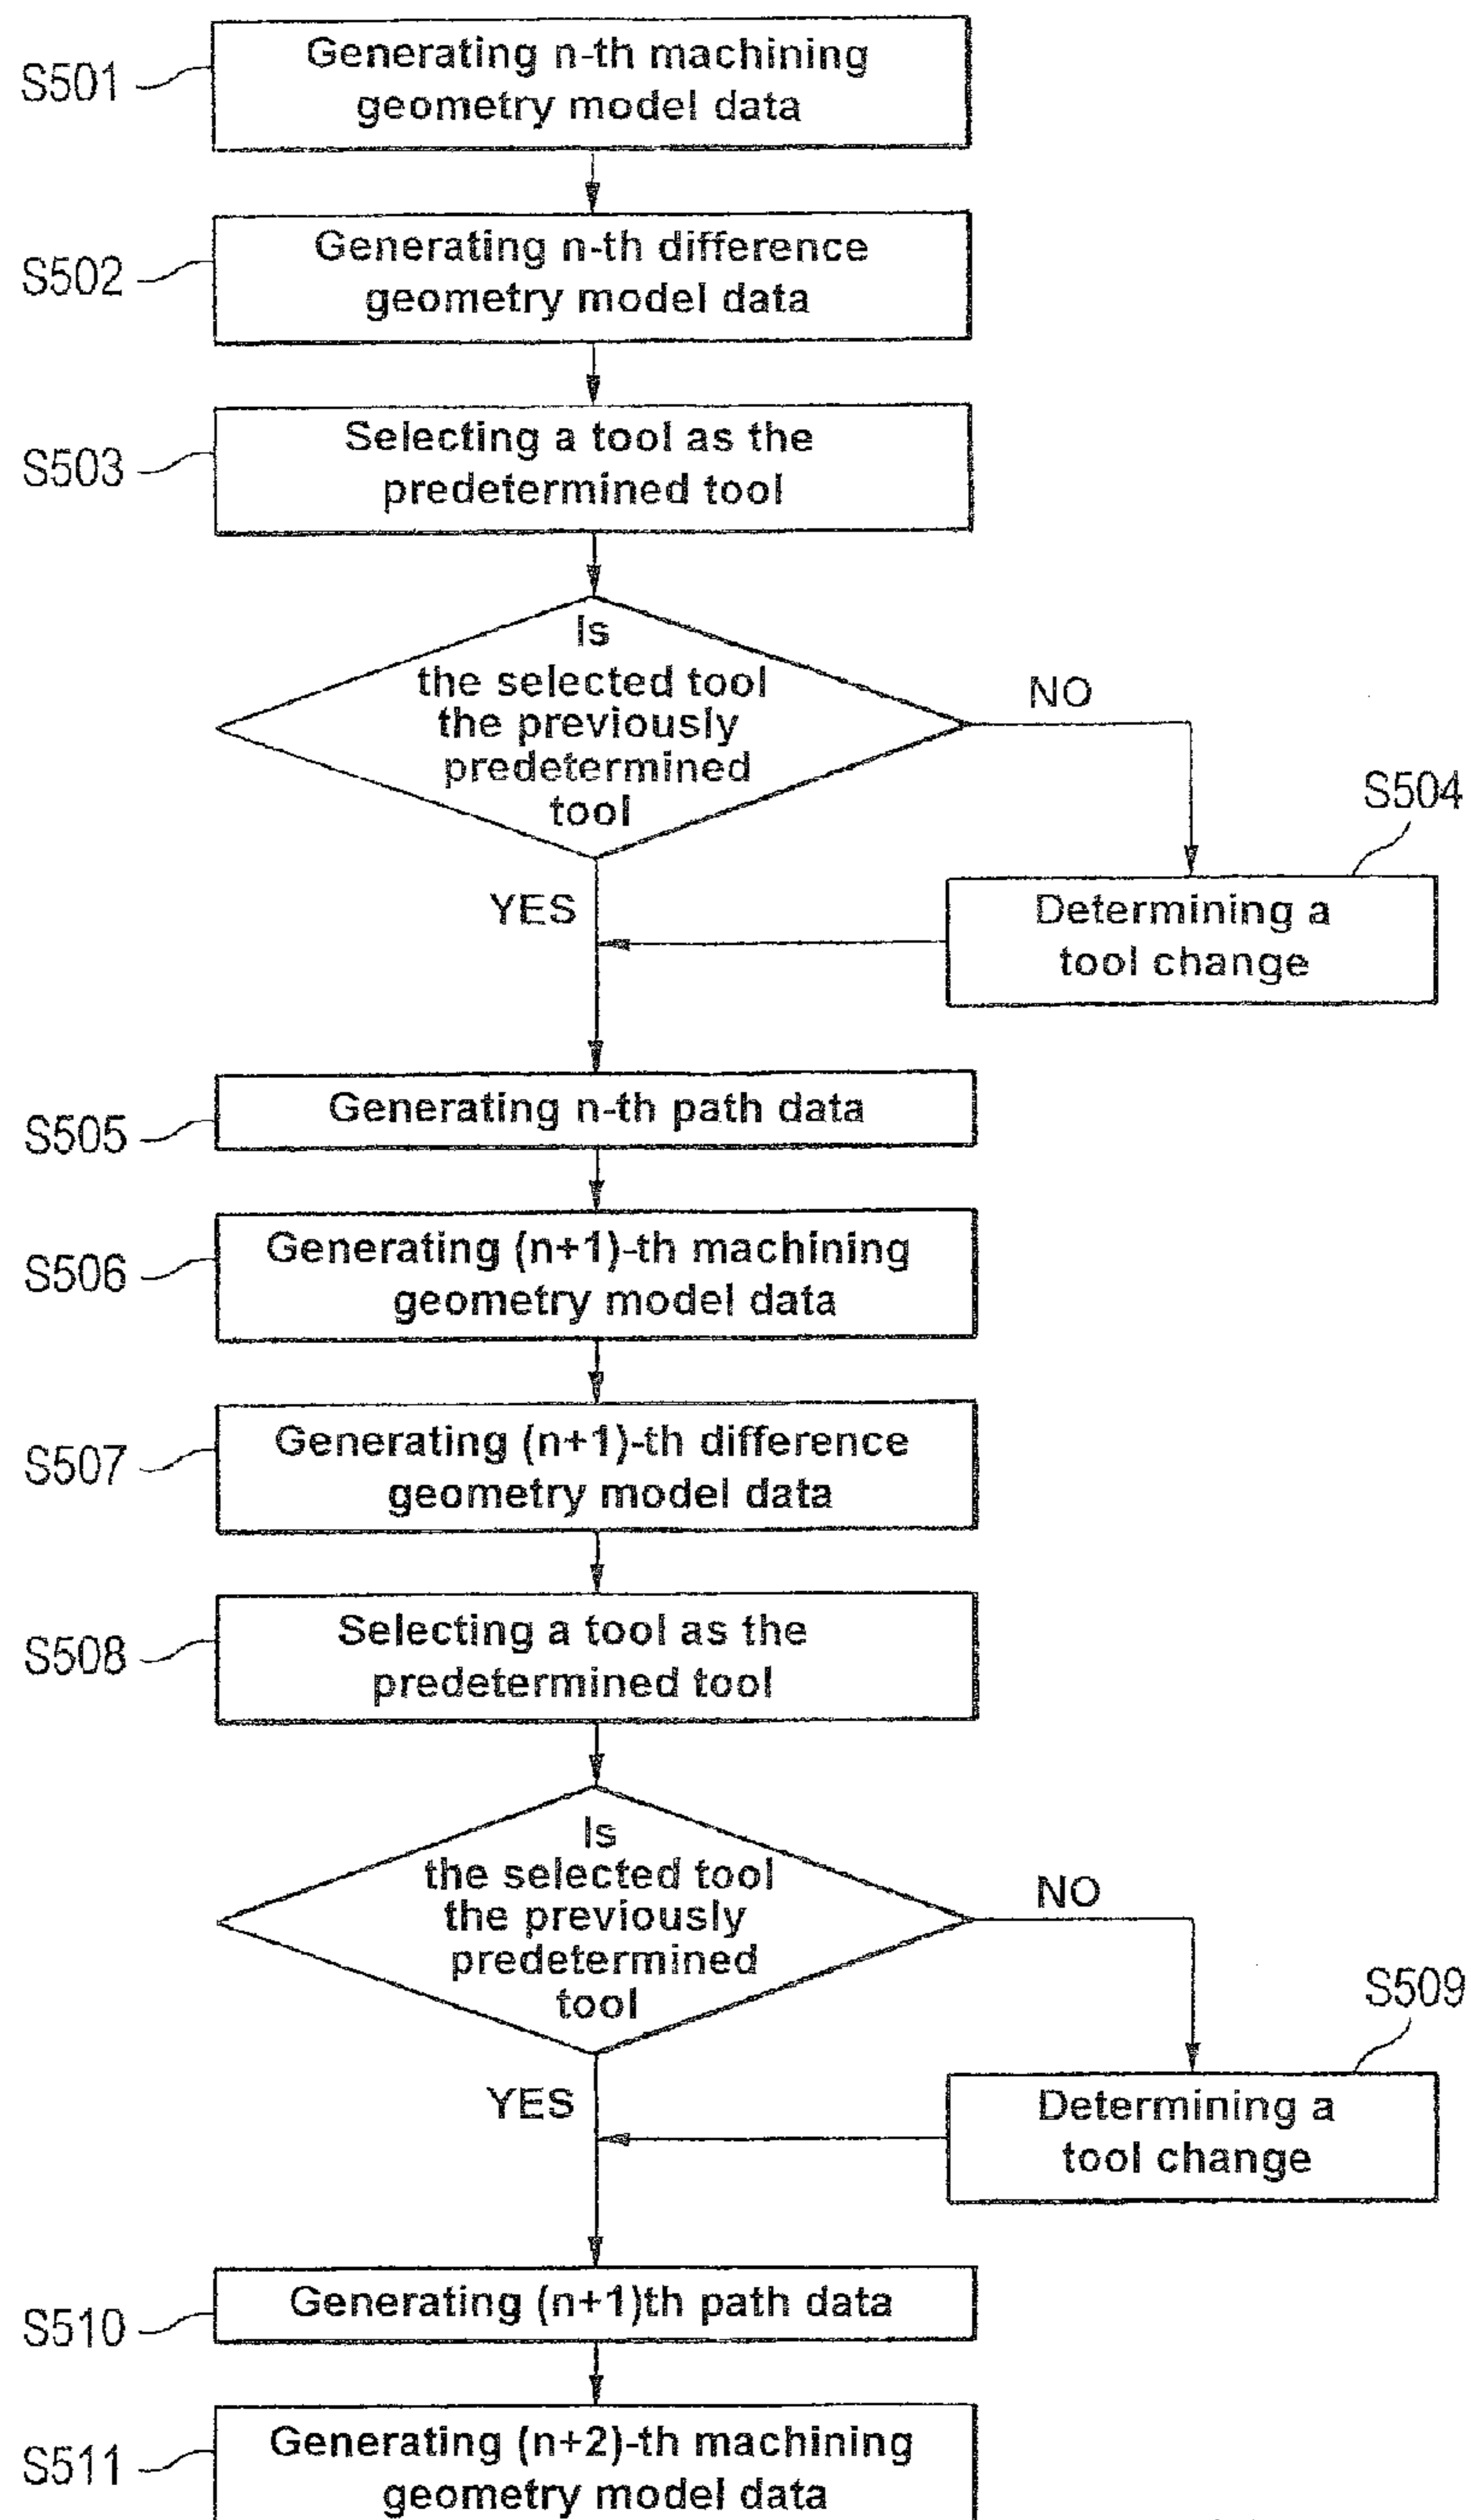 S501
Generating n-th machining
geometry model data
S502
Generating n-th difference
geometry model data
S503
Selecting a tool as the
predetermined tool
Is
the selected tool
the previously
predetermined
tool
NO
S504
YES
Determining a
tool change
S505
Generating n-th path data
S506
Generating (n+1)-th machining
geometry model data
S507
Generating (n+1)-th difference
geometry model data
S508
Selecting a tool as the
predetermined tool
Is
the selected tool
the previously
predetermined
tool
NO
S509
YES
Determining a
tool change
S510
Generating (n+1)th path data
S511
Generating (n+2)-th machining
geometry model data